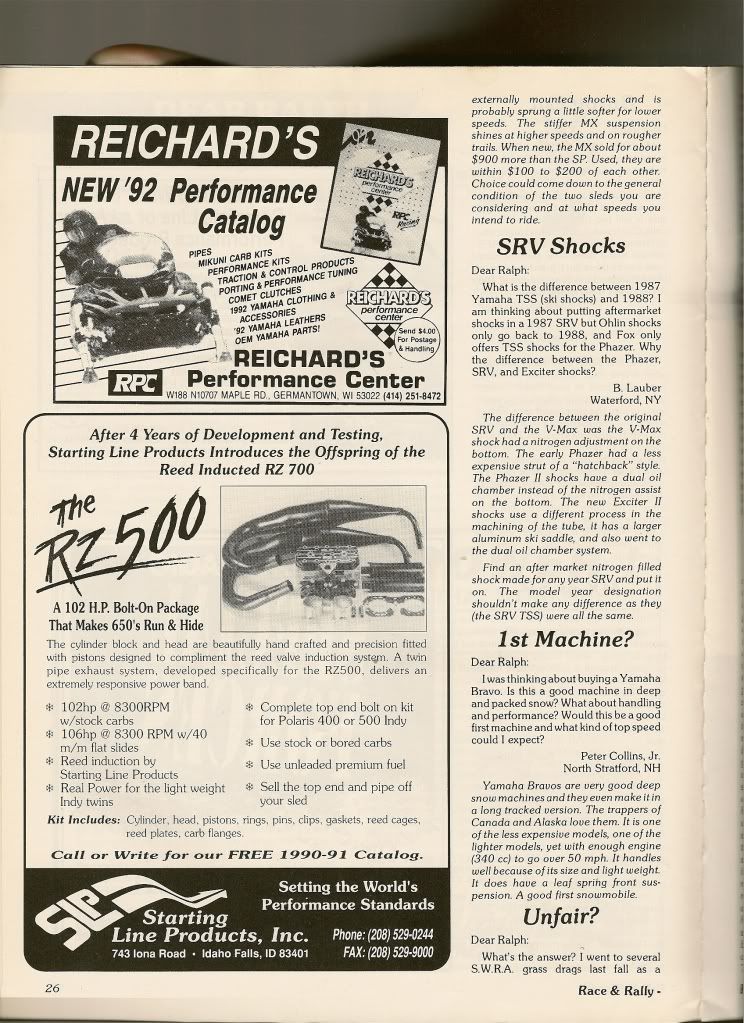 REICHARD'S
NEW '92 Performance
Catalog
REICHARD'S
performance
center
RPC
Racing
PIPES
MIKUNI CARB KITS
PERFORMANCE KITS
TRACTION & CONTROL PRODUCTS
PORTING & PERFORMANCE TUNING
COMET CLUTCHES
1992 YAMAHA CLOTHING &
ACCESSORIES
'92 YAMAHA LEATHERS
OEM YAMAHA PARTS!
REICHARD'S
performance
center
Send $4.00
For Postage
& Handling
RPC
REICHARD'S
Performance Center
W188 N10707 MAPLE RD., GERMANTOWN, WI 53022 (414) 251-8472
After 4 Years of Development and Testing,
Starting Line Products Introduces the Offspring of the
Reed Inducted RZ 700
The
RZ500
A 102 H.P. Bolt-On Package
That Makes 650's Run & Hide
The cylinder block and head are beautifully hand crafted and precision fitted
with pistons designed to compliment the reed valve induction system. A twin
pipe exhaust system, developed specifically for the RZ500, delivers an
extremely responsive power band.
❄ 102hp @ 8300RPM
w/stock carbs
❄ 106hp @ 8300 RPM w/40
m/m flat slides
❄ Reed induction by
Starting Line Products
❄ Real Power for the light weight
Indy twins
❄ Complete top end bolt on kit
for Polaris 400 or 500 Indy
❄ Use stock or bored carbs
❄ Use unleaded premium fuel
❄ Sell the top end and pipe off
your sled
Kit Includes: Cylinder, head, pistons, rings, pins, clips, gaskets, reed cages,
reed plates, carb flanges.
Call or Write for our FREE 1990-91 Catalog.
SLP
Starting
Line Products, Inc.
743 Iona Road • Idaho Falls, ID 83401
Setting the World's
Performance Standards
Phone: (208) 529-0244
FAX: (208) 529-9000
26
externally mounted shocks and is
probably sprung a little softer for lower
speeds. The stiffer MX suspension
shines at higher speeds and on rougher
trails. When new, the MX sold for about
$900 more than the SP. Used, they are
within $100 to $200 of each other.
Choice could come down to the general
condition of the two sleds you are
considering and at what speeds you
intend to ride.
SRV Shocks
Dear Ralph:
What is the difference between 1987
Yamaha TSS (ski shocks) and 1988? I
am thinking about putting aftermarket
shocks in a 1987 SRV but Ohlin shocks
only go back to 1988, and Fox only
offers TSS shocks for the Phazer. Why
the difference between the Phazer,
SRV, and Exciter shocks?
B. Lauber
Waterford, NY
The difference between the original
SRV and the V-Max was the V-Max
shock had a nitrogen adjustment on the
bottom. The early Phazer had a less
expensive strut of a "hatchback" style.
The Phazer II shocks have a dual oil
chamber instead of the nitrogen assist
on the bottom. The new Exciter II
shocks use a different process in the
machining of the tube, it has a larger
aluminum ski saddle, and also went to
the dual oil chamber system.
Find an after market nitrogen filled
shock made for any year SRV and put it
on. The model year designation
shouldn't make any difference as they
(the SRV TSS) were all the same.
1st Machine?
Dear Ralph:
I was thinking about buying a Yamaha
Bravo. Is this a good machine in deep
and packed snow? What about handling
and performance? Would this be a good
first machine and what kind of top speed
could I expect?
Peter Collins, Jr.
North Stratford, NH
Yamaha Bravos are very good deep
snow machines and they even make it in
a long tracked version. The trappers of
Canada and Alaska love them. It is one
of the less expensive models, one of the
lighter models, yet with enough engine
(340 cc) to go over 50 mph. It handles
well because of its size and light weight.
It does have a leaf spring front sus-
pension. A good first snowmobile.
Unfair?
Dear Ralph:
What's the answer? I went to several
S.W.R.A. grass drags last fall as a
Race & Rally -